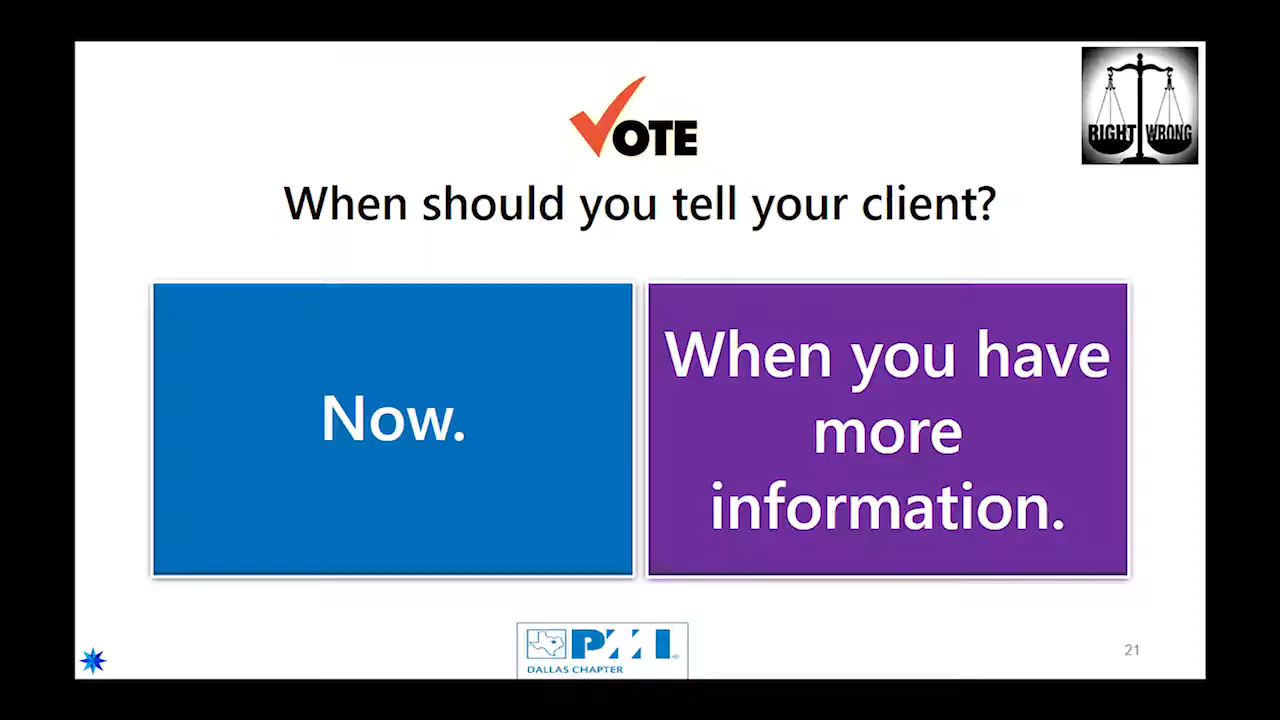 RIGHT WRONG
VOTE
When should you tell your client?
Now.
When you have
more
information.
PMI
DALLAS CHAPTER
21